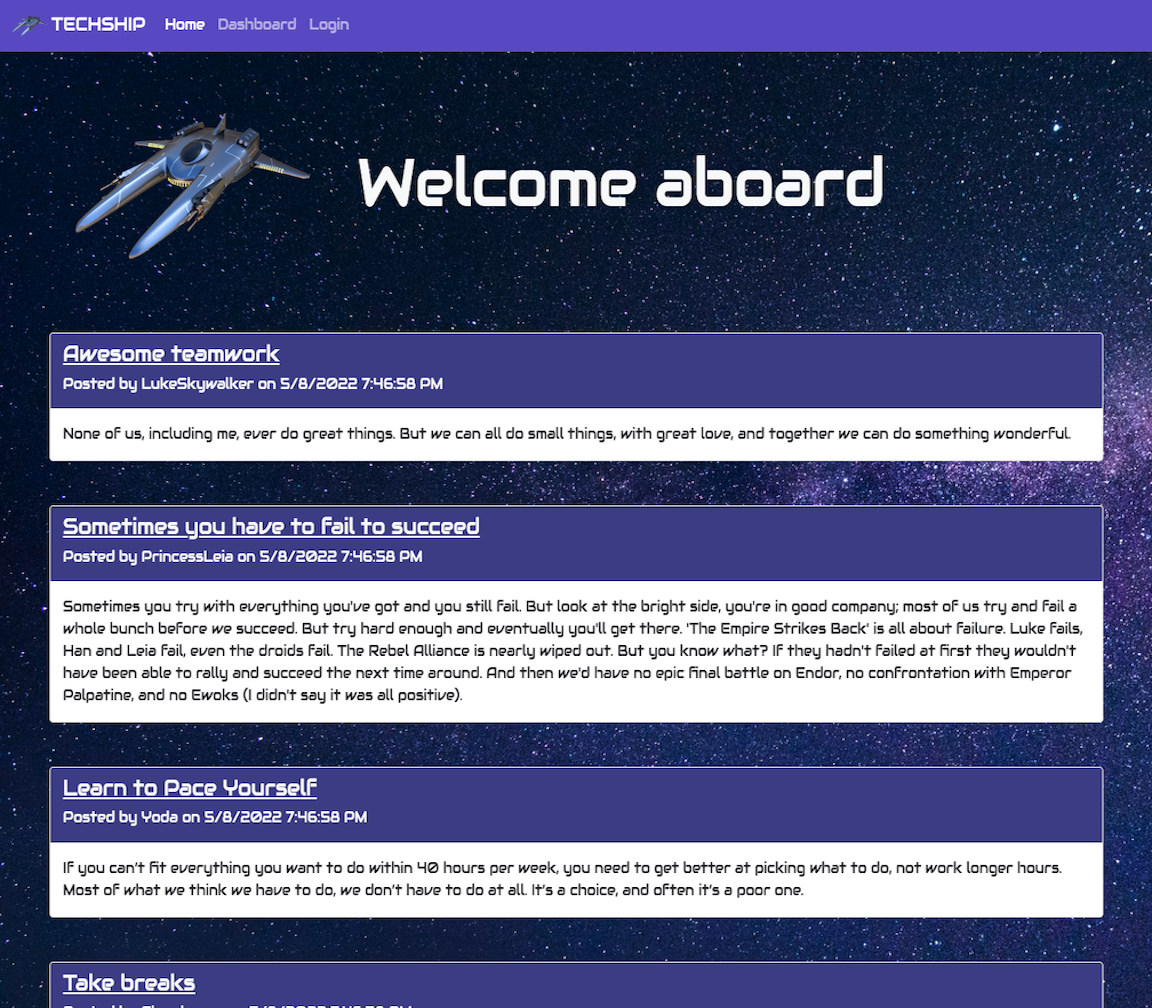 TECHSHIP Home Dashboard Login
Welcome aboard
Awesome teamwork
Posted by LukeSkywalker on 5/8/2022 7:46:58 PM
None of us, including me, ever do great things. But we can all do small things, with great love, and together we can do something wonderful.
Sometimes you have to fail to succeed
Posted by PrincessLeia on 5/8/2022 7:46:58 PM
Sometimes you try with everything you've got and you still fail. But look at the bright side, you're in good company; most of us try and fail a
whole bunch before we succeed. But try hard enough and eventually you'll get there. 'The Empire Strikes Back' is all about failure. Luke fails,
Han and Leia fail, even the droids fail. The Rebel Alliance is nearly wiped out. But you know what? If they hadn't failed at first they wouldn't
have been able to rally and succeed the next time around. And then we'd have no epic final battle on Endor, no confrontation with Emperor
Palpatine, and no Ewoks (I didn't say it was all positive).
Learn to Pace Yourself
Posted by Yoda on 5/8/2022 7:46:58 PM
If you can't fit everything you want to do within 40 hours per week, you need to get better at picking what to do, not work longer hours.
Most of what we think we have to do, we don't have to do at all. It's a choice, and often it's a poor one.
Take breaks